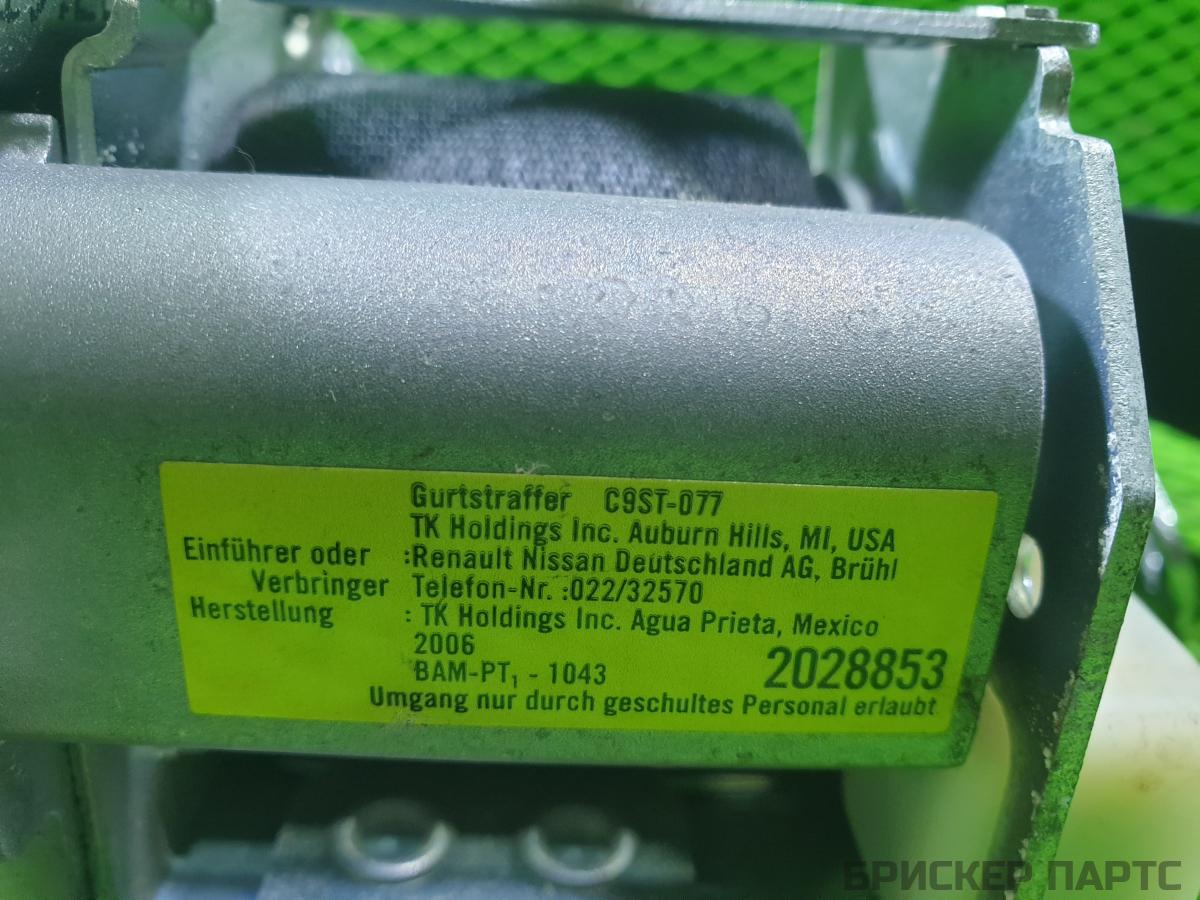 Gurtstraffer C9ST-077
TK Holdings Inc. Auburn Hills, MI, USA
Einführer oder :Renault Nissan Deutschland AG, Brühl
Verbringer Telefon-Nr. :022/32570
Herstellung : TK Holdings Inc. Agua Prieta, Mexico
2006
BAM-PT₁ - 1043 2028853
Umgang nur durch geschultes Personal erlaubt
БРИСКЕР ПАРТС